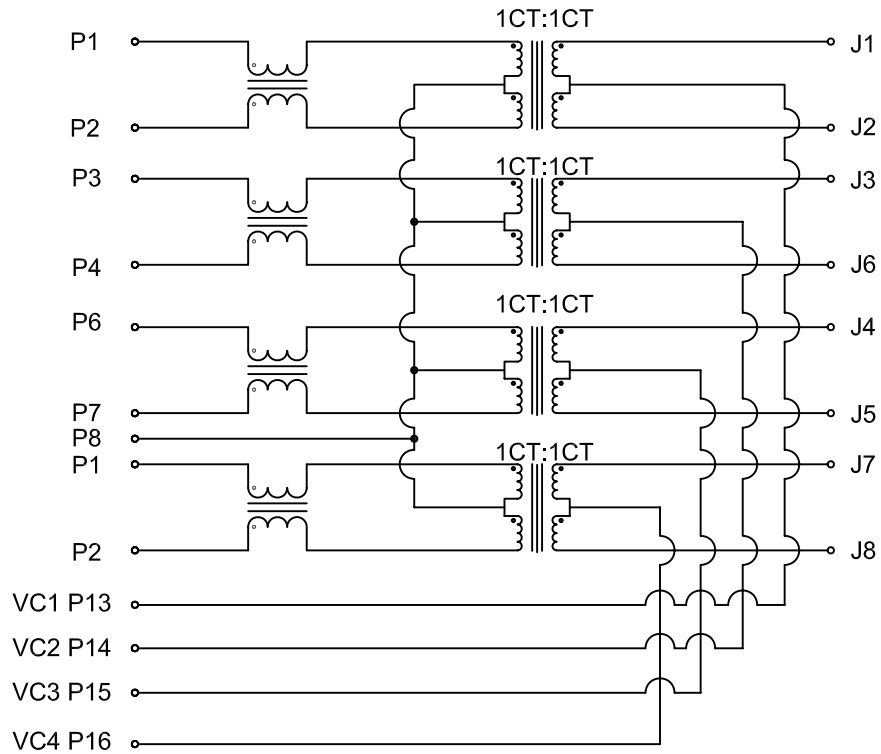 1CT:1CT
P1 J1
P2 J2
1CT:1CT
P3 J3
P4 J6
1CT:1CT
P6 J4
P7 J5
P8
1CT:1CT
P1 J7
P2 J8
VC1 P13
VC2 P14
VC3 P15
VC4 P16